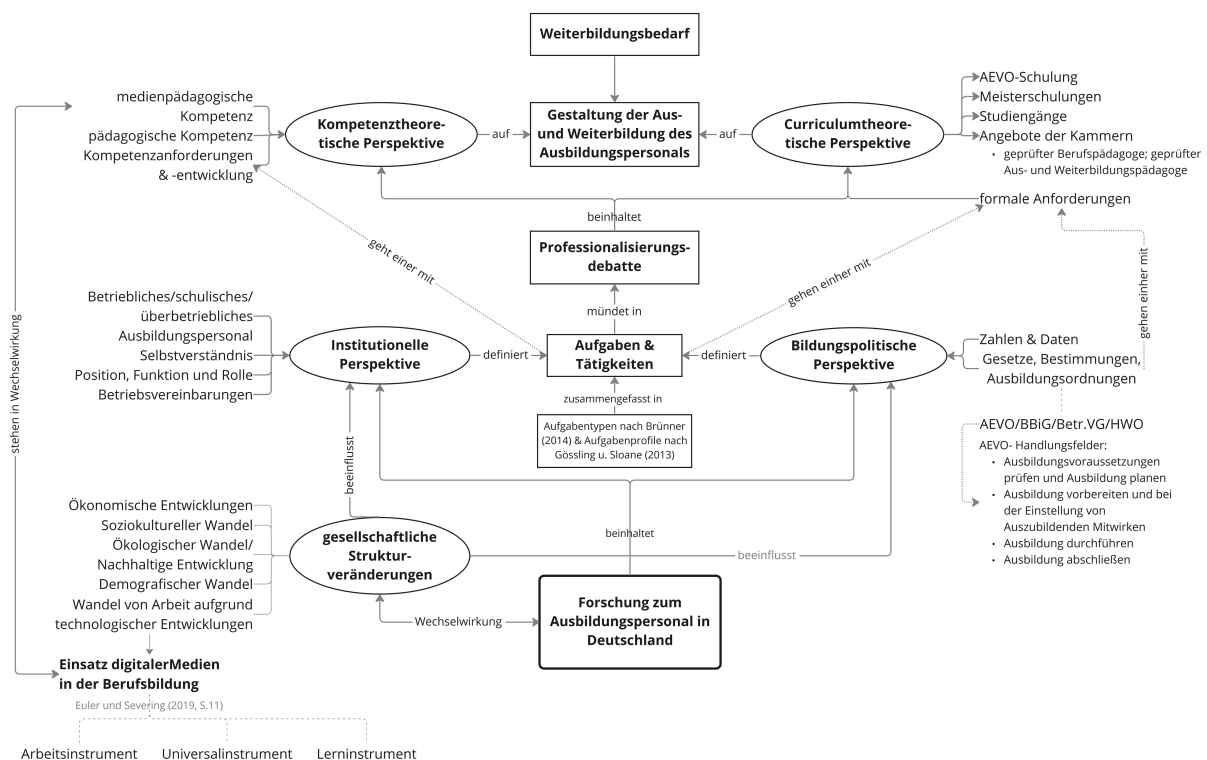 Weiterbildungsbedarf
medienpädagogische
Kompetenz
pädagogische Kompetenz
Kompetenzanforderungen
& -entwicklung
Kompetenztheore-
tische Perspektive
auf
Gestaltung der Aus-
und Weiterbildung des
Ausbildungspersonals
auf
Curriculumtheore-
tische Perspektive
AEVO-Schulung
Meisterschulungen
Studiengänge
Angebote der Kammern
• geprüfter Berufspädagoge; geprüfter
Aus- und Weiterbildungspädagoge
formale Anforderungen
beinhaltet
Professionalisierungs-
debatte
geht einer mit
gehen einher mit
gehen einher mit
mündet in
stehen in Wechselwirkung
Betriebliches/schulisches/
überbetriebliches
Ausbildungspersonal
Selbstverständnis
Position, Funktion und Rolle
Betriebsvereinbarungen
Institutionelle
Perspektive
definiert
Aufgaben &
Tätigkeiten
definiert
Bildungspolitische
Perspektive
Zahlen & Daten
Gesetze, Bestimmungen,
Ausbildungsordnungen
zusammengefasst in
Aufgabentypen nach Brünner
(2014) & Aufgabenprofile nach
Gössling u. Sloane (2013)
AEVO/BBiG/Betr.VG/HWO
AEVO- Handlungsfelder:
• Ausbildungsvoraussetzungen
prüfen und Ausbildung planen
• Ausbildung vorbereiten und bei
der Einstellung von
Auszubildenden Mitwirken
• Ausbildung durchführen
• Ausbildung abschließen
beeinflusst
Ökonomische Entwicklungen
Soziokultureller Wandel
Ökologischer Wandel/
Nachhaltige Entwicklung
Demografischer Wandel
Wandel von Arbeit aufgrund
technologischer Entwicklungen
gesellschaftliche
Struktur-
veränderungen
beinhaltet
beeinflusst
Wechselwirkung
Forschung zum
Ausbildungspersonal in
Deutschland
Einsatz digitalerMedien
in der Berufsbildung
Euler und Severing (2019, S.11)
Arbeitsinstrument
Universalinstrument
Lerninstrument